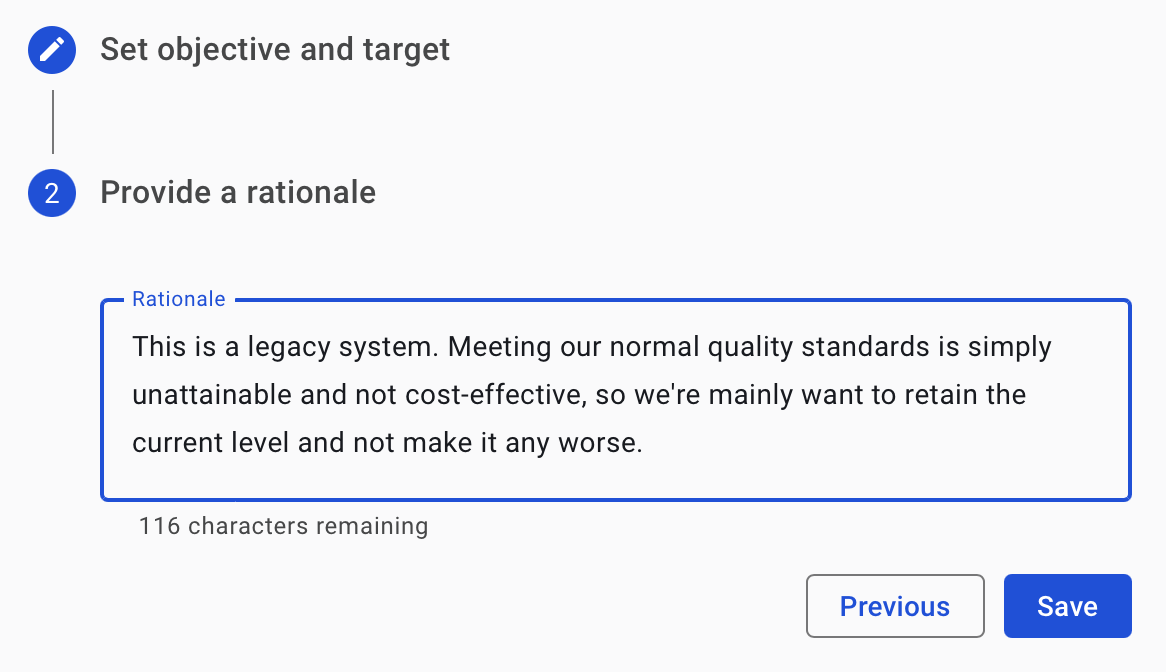 Set objective and target
2 Provide a rationale
Rationale
This is a legacy system. Meeting our normal quality standards is simply
unattainable and not cost-effective, so we're mainly want to retain the
current level and not make it any worse.
116 characters remaining
Previous Save